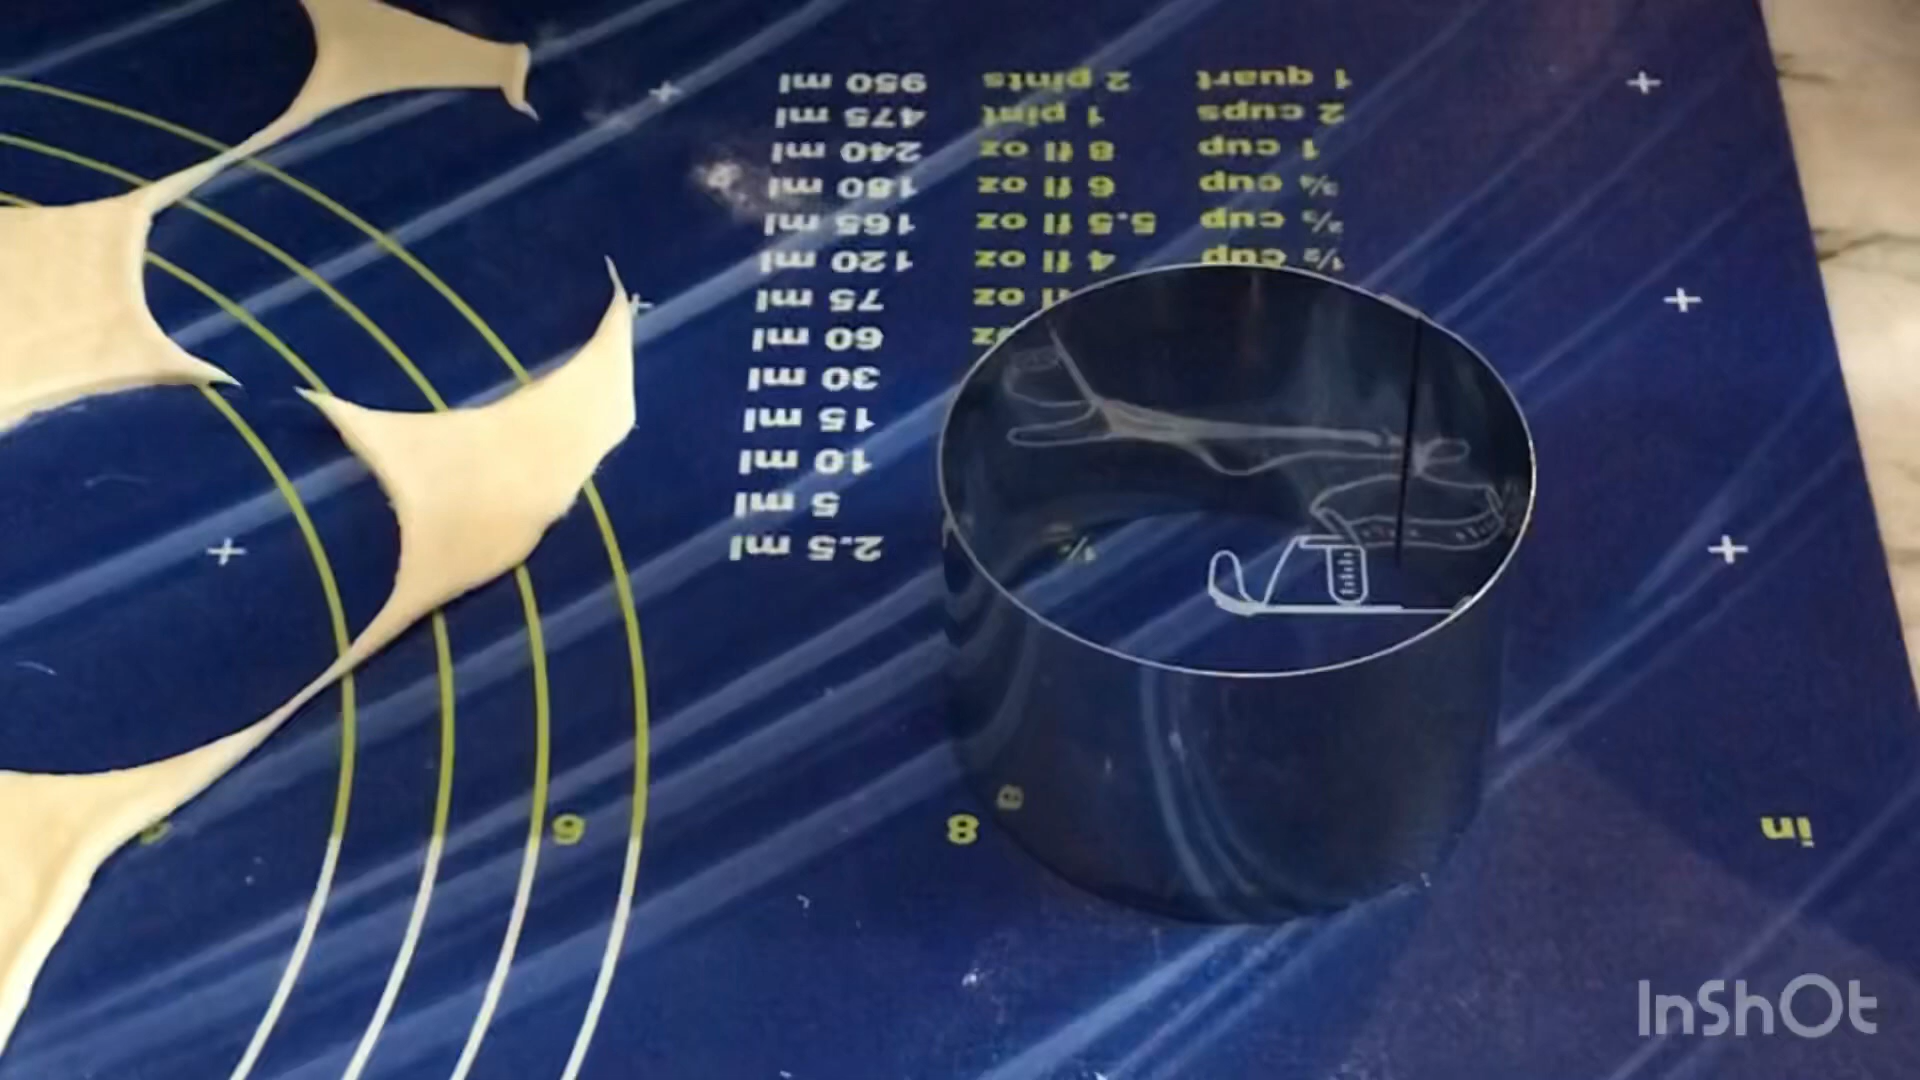 2.5 ml
5 ml
10 ml
15 ml
30 ml
60 ml
75 ml
1/2 cup 4 fl oz 120 ml
2/3 cup 5.5 fl oz 165 ml
3/4 cup 6 fl oz 180 ml
1 cup 8 fl oz 240 ml
2 cups 1 pint 475 ml
1 quart 2 pints 950 ml
in
8
6
InShOt